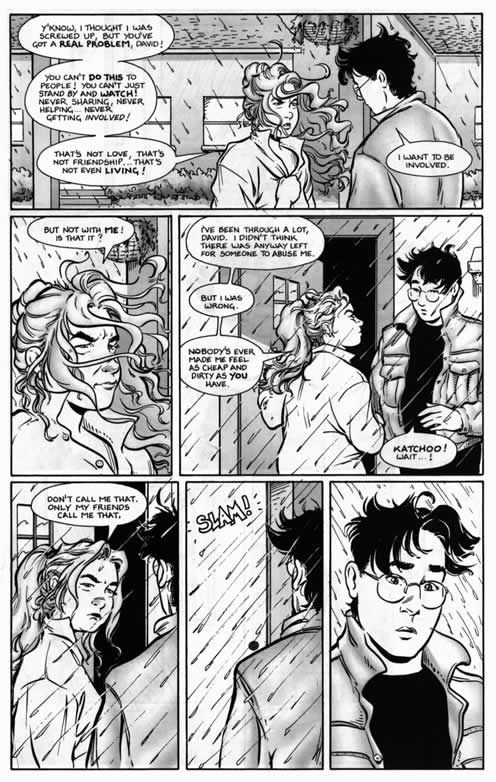 Y'KNOW, I THOUGHT I WAS
SCREWED UP, BUT YOU'VE
GOT A REAL PROBLEM, DAVID!
YOU CAN'T DO THIS TO
PEOPLE! YOU CAN'T JUST
STAND BY AND WATCH!
NEVER SHARING, NEVER
HELPING... NEVER
GETTING INVOLVED!
THAT'S NOT LOVE, THAT'S
NOT FRIENDSHIP...THAT'S
NOT EVEN LIVING!
I WANT TO BE
INVOLVED.
BUT NOT WITH ME!
IS THAT IT?
I'VE BEEN THROUGH A LOT,
DAVID. I DIDN'T THINK
THERE WAS ANYWAY LEFT
FOR SOMEONE TO ABUSE ME.
BUT I WAS
WRONG.
NOBODY'S EVER
MADE ME FEEL
AS CHEAP AND
DIRTY AS YOU
HAVE.
KATCHOO!
WAIT...!
DON'T CALL ME THAT.
ONLY MY FRIENDS
CALL ME THAT.
SLAM!